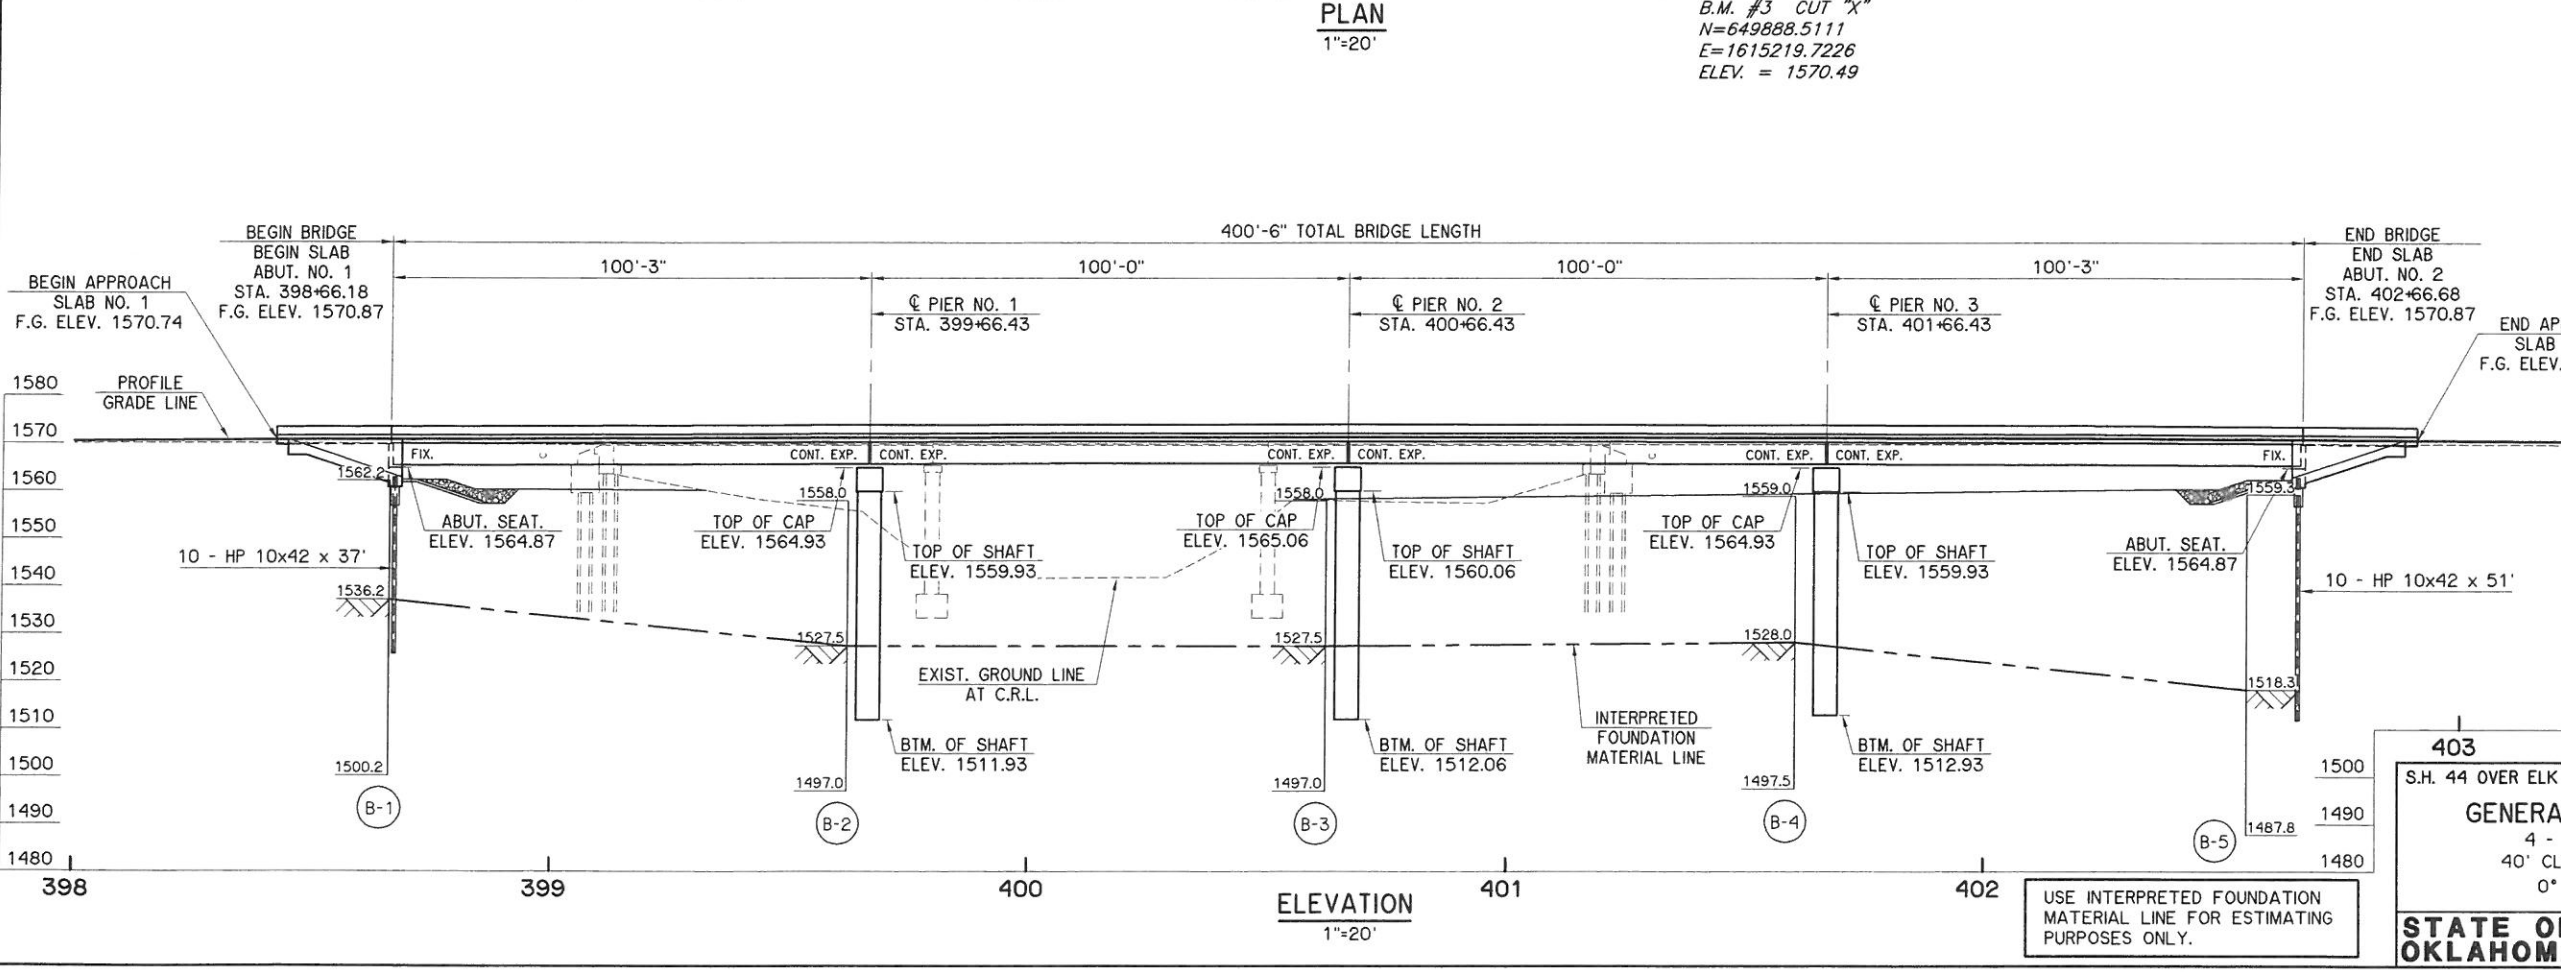 PLAN
1"=20'
B.M. #3 CUT "X"
N=649888.5111
E=1615219.7226
ELEV. = 1570.49
400'-6" TOTAL BRIDGE LENGTH
100'-3"
100'-0"
100'-0"
100'-3"
BEGIN BRIDGE
BEGIN SLAB
ABUT. NO. 1
STA. 398+66.18
F.G. ELEV. 1570.87
BEGIN APPROACH
SLAB NO. 1
F.G. ELEV. 1570.74
℄ PIER NO. 1
STA. 399+66.43
℄ PIER NO. 2
STA. 400+66.43
℄ PIER NO. 3
STA. 401+66.43
END BRIDGE
END SLAB
ABUT. NO. 2
STA. 402+66.68
F.G. ELEV. 1570.87
END AP
SLAB
F.G. ELEV.
PROFILE
GRADE LINE
1580
1570
1560
1550
1540
1530
1520
1510
1500
1490
1480
FIX.
CONT. EXP.
CONT. EXP.
CONT. EXP.
CONT. EXP.
CONT. EXP.
CONT. EXP.
FIX.
1562.2
1558.0
1558.0
1559.0
1559.3
ABUT. SEAT.
ELEV. 1564.87
TOP OF CAP
ELEV. 1564.93
TOP OF SHAFT
ELEV. 1559.93
TOP OF CAP
ELEV. 1565.06
TOP OF SHAFT
ELEV. 1560.06
TOP OF CAP
ELEV. 1564.93
TOP OF SHAFT
ELEV. 1559.93
ABUT. SEAT.
ELEV. 1564.87
10 - HP 10x42 x 37'
10 - HP 10x42 x 51'
1536.2
1527.5
1527.5
1528.0
1518.3
EXIST. GROUND LINE
AT C.R.L.
INTERPRETED
FOUNDATION
MATERIAL LINE
BTM. OF SHAFT
ELEV. 1511.93
BTM. OF SHAFT
ELEV. 1512.06
BTM. OF SHAFT
ELEV. 1512.93
1500.2
1497.0
1497.0
1497.5
1487.8
B-1
B-2
B-3
B-4
B-5
1500
1490
1480
398
399
400
401
402
403
ELEVATION
1"=20'
USE INTERPRETED FOUNDATION
MATERIAL LINE FOR ESTIMATING
PURPOSES ONLY.
S.H. 44 OVER ELK
GENERA
4 -
40' CL
0°
STATE O
OKLAHOM